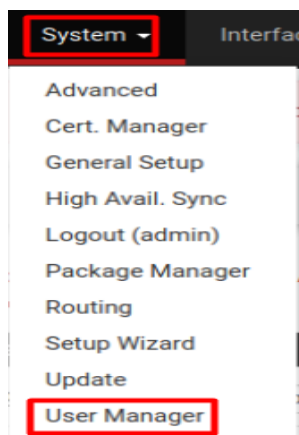 System Interfa
Advanced
Cert. Manager
General Setup
High Avail. Sync
Logout (admin)
Package Manager
Routing
Setup Wizard
Update
User Manager